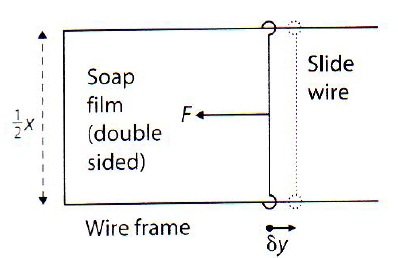 Soap
film
(double
sided)
F
Slide
wire
½x
Wire frame
δy